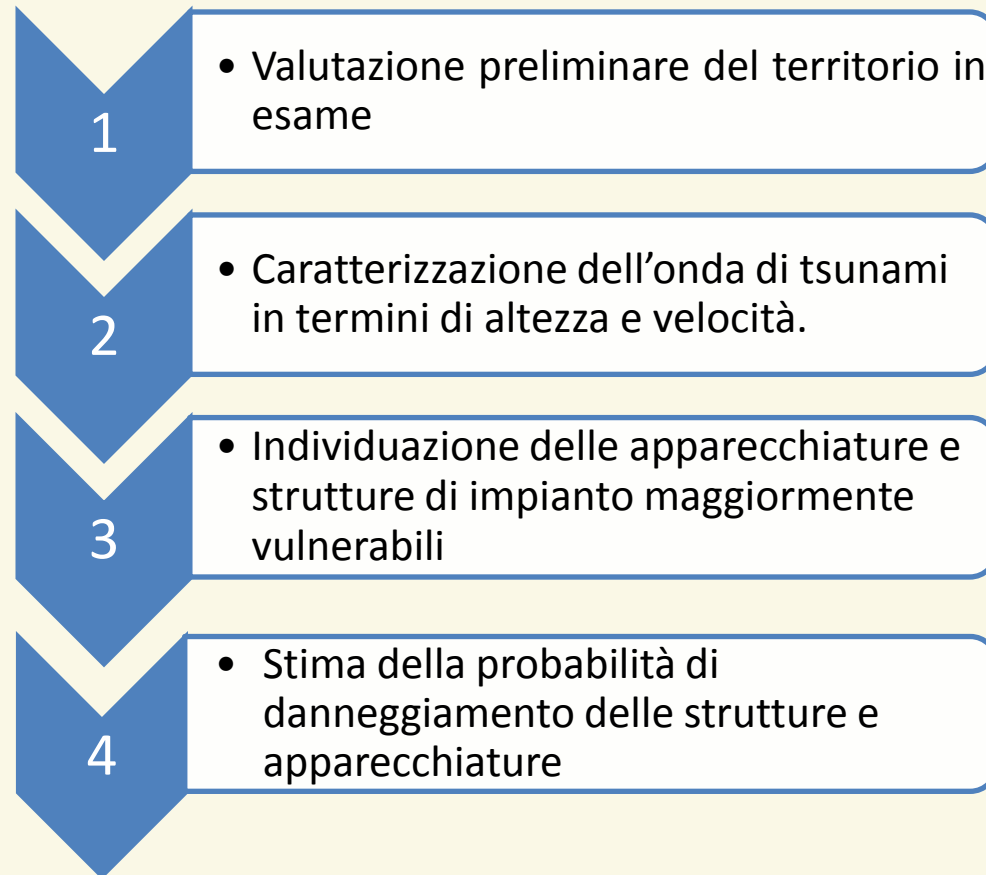 1
• Valutazione preliminare del territorio in
esame
2
• Caratterizzazione dell’onda di tsunami
in termini di altezza e velocità.
3
• Individuazione delle apparecchiature e
strutture di impianto maggiormente
vulnerabili
4
• Stima della probabilità di
danneggiamento delle strutture e
apparecchiature